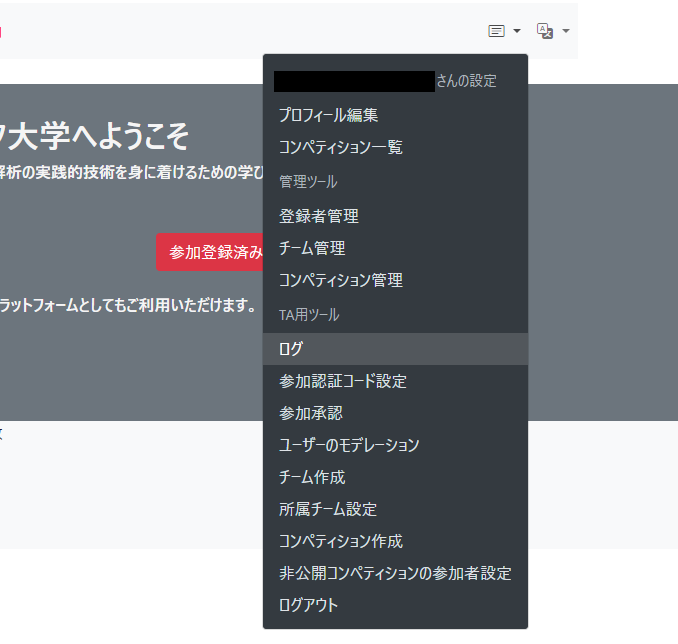 大学へようこそ
解析の実践的技術を身に着けるための学び
参加登録済み
ラットフォームとしてもご利用いただけます。
さんの設定
プロフィール編集
コンペティション一覧
管理ツール
登録者管理
チーム管理
コンペティション管理
TA用ツール
ログ
参加認証コード設定
参加承認
ユーザーのモデレーション
チーム作成
所属チーム設定
コンペティション作成
非公開コンペティションの参加者設定
ログアウト